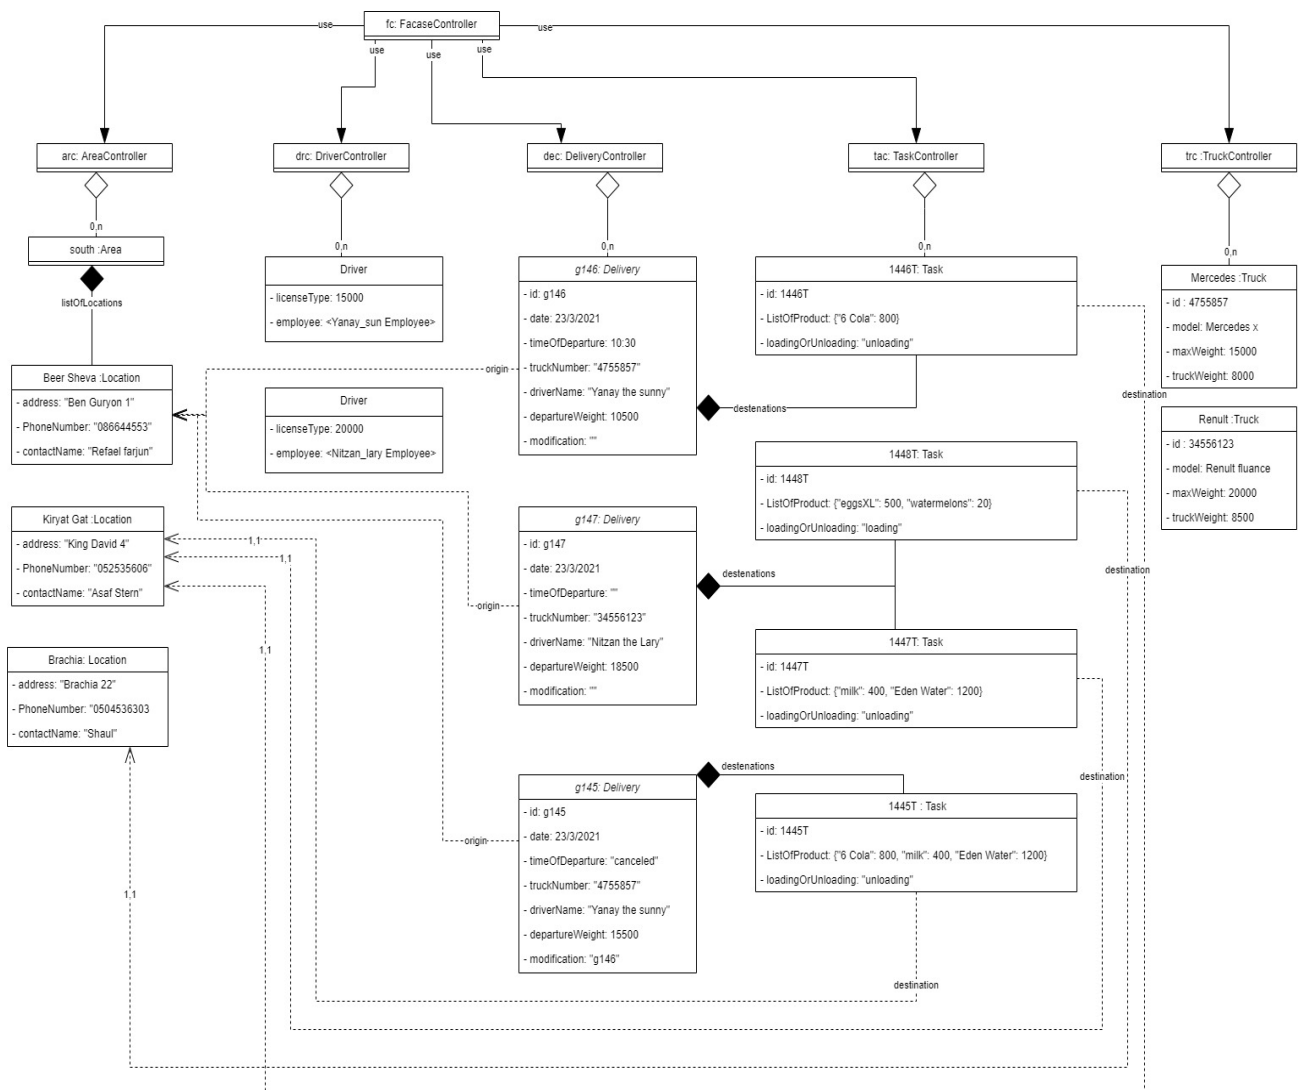 fc: FacaseController
use
use
use
use
use
arc: AreaController
drc: DriverController
dec: DeliveryController
tac: TaskController
trc :TruckController
0,n
0,n
0,n
0,n
0,n
south :Area
listOfLocations
Beer Sheva :Location
- address: "Ben Guryon 1"
- PhoneNumber: "086644553"
- contactName: "Refael farjun"
Kiryat Gat :Location
- address: "King David 4"
- PhoneNumber: "052535606"
- contactName: "Asaf Stern"
Brachia: Location
- address: "Brachia 22"
- PhoneNumber: "0504536303
- contactName: "Shaul"
Driver
- licenseType: 15000
- employee: <Yanay_sun Employee>
Driver
- licenseType: 20000
- employee: <Nitzan_lary Employee>
g146: Delivery
- id: g146
- date: 23/3/2021
- timeOfDeparture: 10:30
- truckNumber: "4755857"
- driverName: "Yanay the sunny"
- departureWeight: 10500
- modification: ""
origin
destenations
g147: Delivery
- id: g147
- date: 23/3/2021
- timeOfDeparture: ""
- truckNumber: "34556123"
- driverName: "Nitzan the Lary"
- departureWeight: 18500
- modification: ""
origin
destenations
g145: Delivery
- id: g145
- date: 23/3/2021
- timeOfDeparture: "canceled"
- truckNumber: "4755857"
- driverName: "Yanay the sunny"
- departureWeight: 15500
- modification: "g146"
origin
destenations
1446T: Task
- id: 1446T
- ListOfProduct: {"6 Cola": 800}
- loadingOrUnloading: "unloading"
1448T: Task
- id: 1448T
- ListOfProduct: {"eggsXL": 500, "watermelons": 20}
- loadingOrUnloading: "loading"
1447T: Task
- id: 1447T
- ListOfProduct: {"milk": 400, "Eden Water": 1200}
- loadingOrUnloading: "unloading"
1445T : Task
- id: 1445T
- ListOfProduct: {"6 Cola": 800, "milk": 400, "Eden Water": 1200}
- loadingOrUnloading: "unloading"
Mercedes :Truck
- id : 4755857
- model: Mercedes x
- maxWeight: 15000
- truckWeight: 8000
Renult :Truck
- id : 34556123
- model: Renult fluance
- maxWeight: 20000
- truckWeight: 8500
destination
destination
destination
destination
1,1
1,1
1,1
1,1